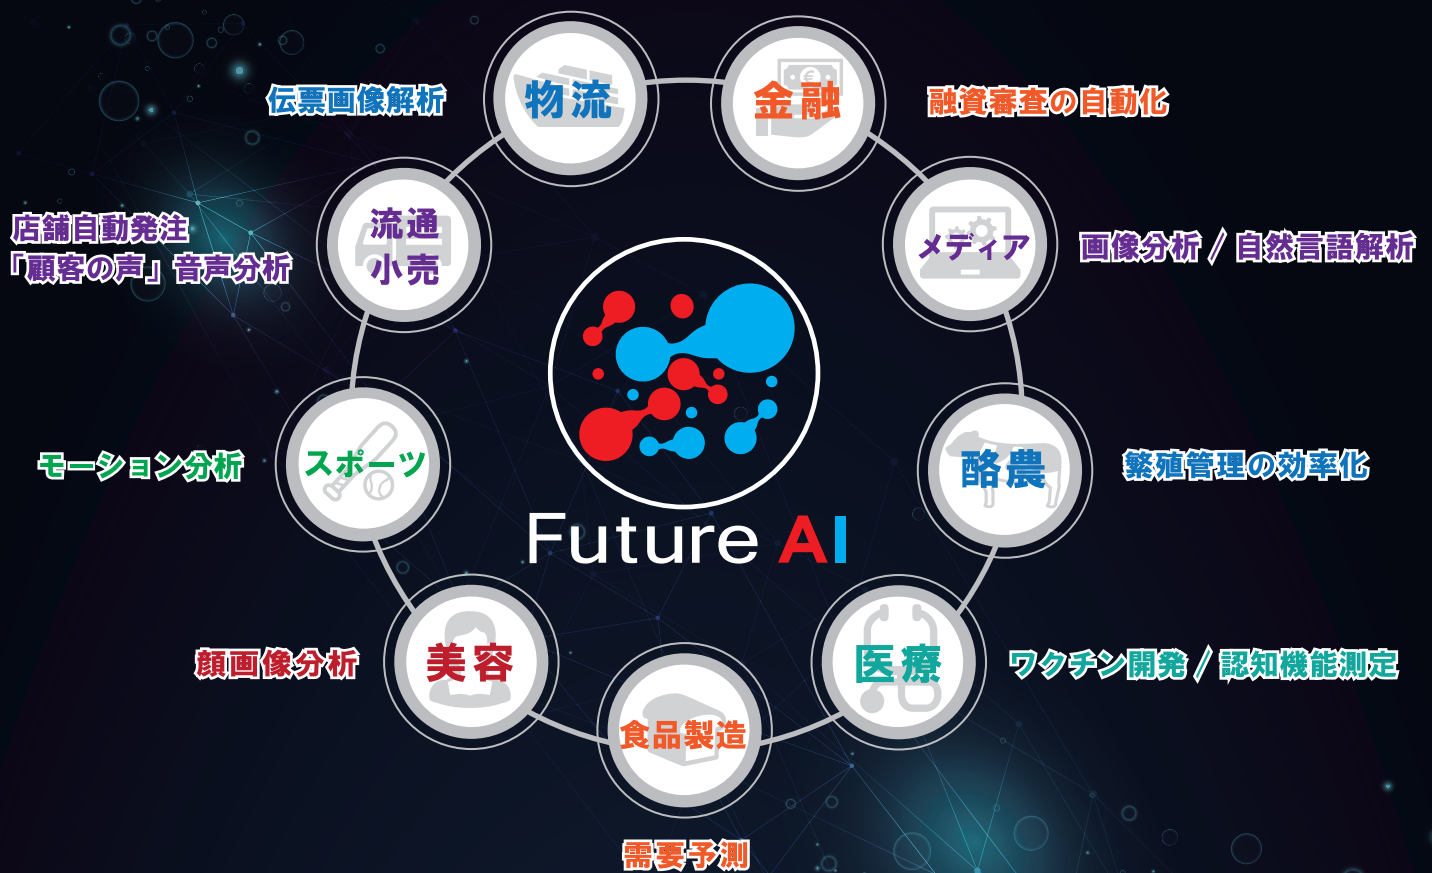 物流
金融
伝票画像解析
融資審査の自動化
流通
小売
メディア
店舗自動発注
「顧客の声」音声分析
画像分析 / 自然言語解析
スポーツ
酪農
モーション分析
繁殖管理の効率化
Future AI
美容
医療
顔画像分析
ワクチン開発 / 認知機能測定
食品製造
需要予測